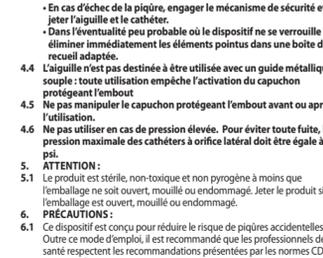 • En cas d'échec de la piqûre, engager le mécanisme de sécurité et
jeter l'aiguille et le cathéter.
• Dans l'éventualité peu probable où le dispositif ne se verrouille
éliminer immédiatement les éléments pointus dans une boîte d
recueil adaptée.
4.4 L'aiguille n'est pas destinée à être utilisée avec un guide métalliq
souple : toute utilisation empêche l'activation du capuchon
protégeant l'embout
4.5 Ne pas manipuler le capuchon protégeant l'embout avant ou apr
l'utilisation.
4.6 Ne pas utiliser en cas de pression élevée. Pour éviter toute fuite,
pression maximale des cathéters à orifice latéral doit être égale à
psi.
5. ATTENTION :
5.1 Le produit est stérile, non-toxique et non pyrogène à moins que
l'emballage ne soit ouvert, mouillé ou endommagé. Jeter le produit si
l'emballage est ouvert, mouillé ou endommagé.
6. PRÉCAUTIONS :
6.1 Ce dispositif est conçu pour réduire le risque de piqûres accidentelles
Outre ce mode d'emploi, il est recommandé que les professionnels de
santé respectent les recommandations présentées par les normes CD